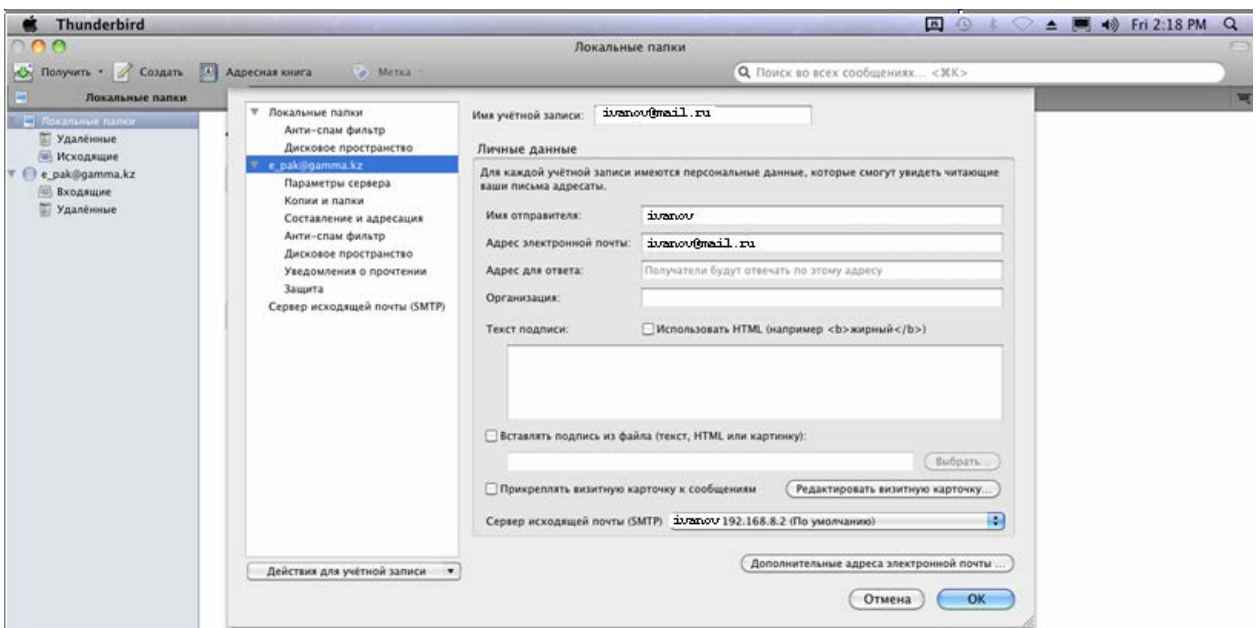 Thunderbird
Fri 2:18 PM
Локальные папки
Получить
Создать
Адресная книга
Метка
Поиск во всех сообщениях... <⌘K>
Локальные папки
Локальные папки
Удалённые
Исходящие
e_pak@gamma.kz
Входящие
Удалённые
Локальные папки
Анти-спам фильтр
Дисковое пространство
e_pak@gamma.kz
Параметры сервера
Копии и папки
Составление и адресация
Анти-спам фильтр
Дисковое пространство
Уведомления о прочтении
Защита
Сервер исходящей почты (SMTP)
Действия для учётной записи
Имя учётной записи: ivanov@mail.ru
Личные данные
Для каждой учётной записи имеются персональные данные, которые смогут увидеть читающие
ваши письма адресаты.
Имя отправителя: ivanov
Адрес электронной почты: ivanov@mail.ru
Адрес для ответа: Получатели будут отвечать по этому адресу
Организация:
Текст подписи: Использовать HTML (например <b>жирный</b>)
Вставлять подпись из файла (текст, HTML или картинку):
Выбрать...
Прикреплять визитную карточку к сообщениям Редактировать визитную карточку...
Сервер исходящей почты (SMTP) ivanov 192.168.8.2 (По умолчанию)
Дополнительные адреса электронной почты ...
Отмена OK